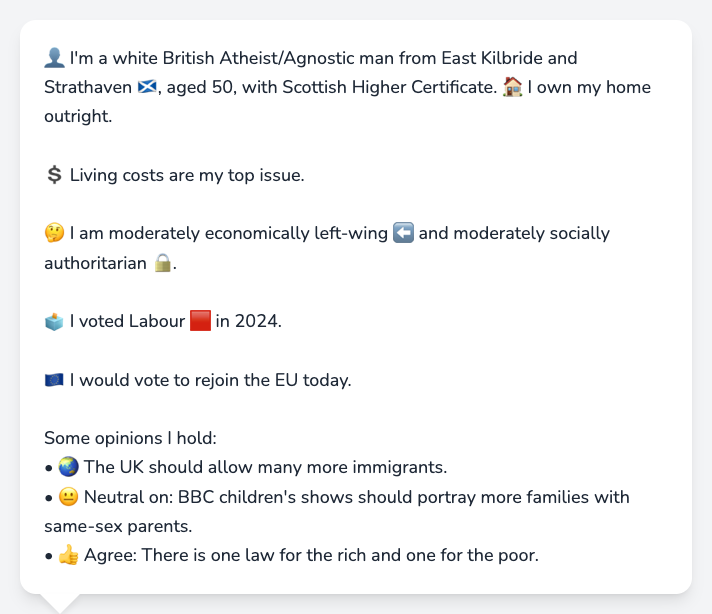 👤 I'm a white British Atheist/Agnostic man from East Kilbride and
Strathaven 🏴󠁧󠁢󠁳󠁣󠁴󠁿, aged 50, with Scottish Higher Certificate. 🏠 I own my home
outright.
💲 Living costs are my top issue.
🤔 I am moderately economically left-wing ⬅️ and moderately socially
authoritarian 🔒.
🗳️ I voted Labour 🟥 in 2024.
🇪🇺 I would vote to rejoin the EU today.
Some opinions I hold:
• 🌏 The UK should allow many more immigrants.
• 😐 Neutral on: BBC children's shows should portray more families with
same-sex parents.
• 👍 Agree: There is one law for the rich and one for the poor.